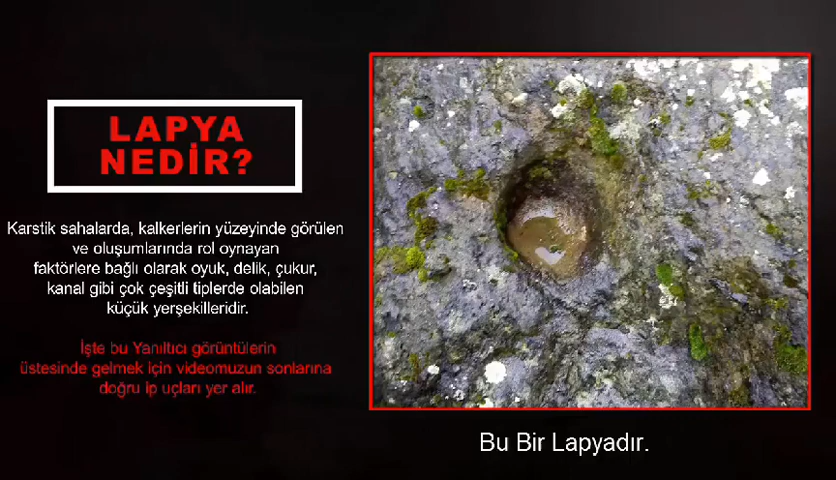 LAPYA
NEDİR?
Karstik sahalarda, kalkerlerin yüzeyinde görülen
ve oluşumlarında rol oynayan
faktörlere bağlı olarak oyuk, delik, çukur,
kanal gibi çok çeşitli tiplerde olabilen
küçük yerşekilleridir.
İşte bu Yanıltıcı görüntülerin
üstesinde gelmek için videomuzun sonlarına
doğru ip uçları yer alır.
Bu Bir Lapyadır.